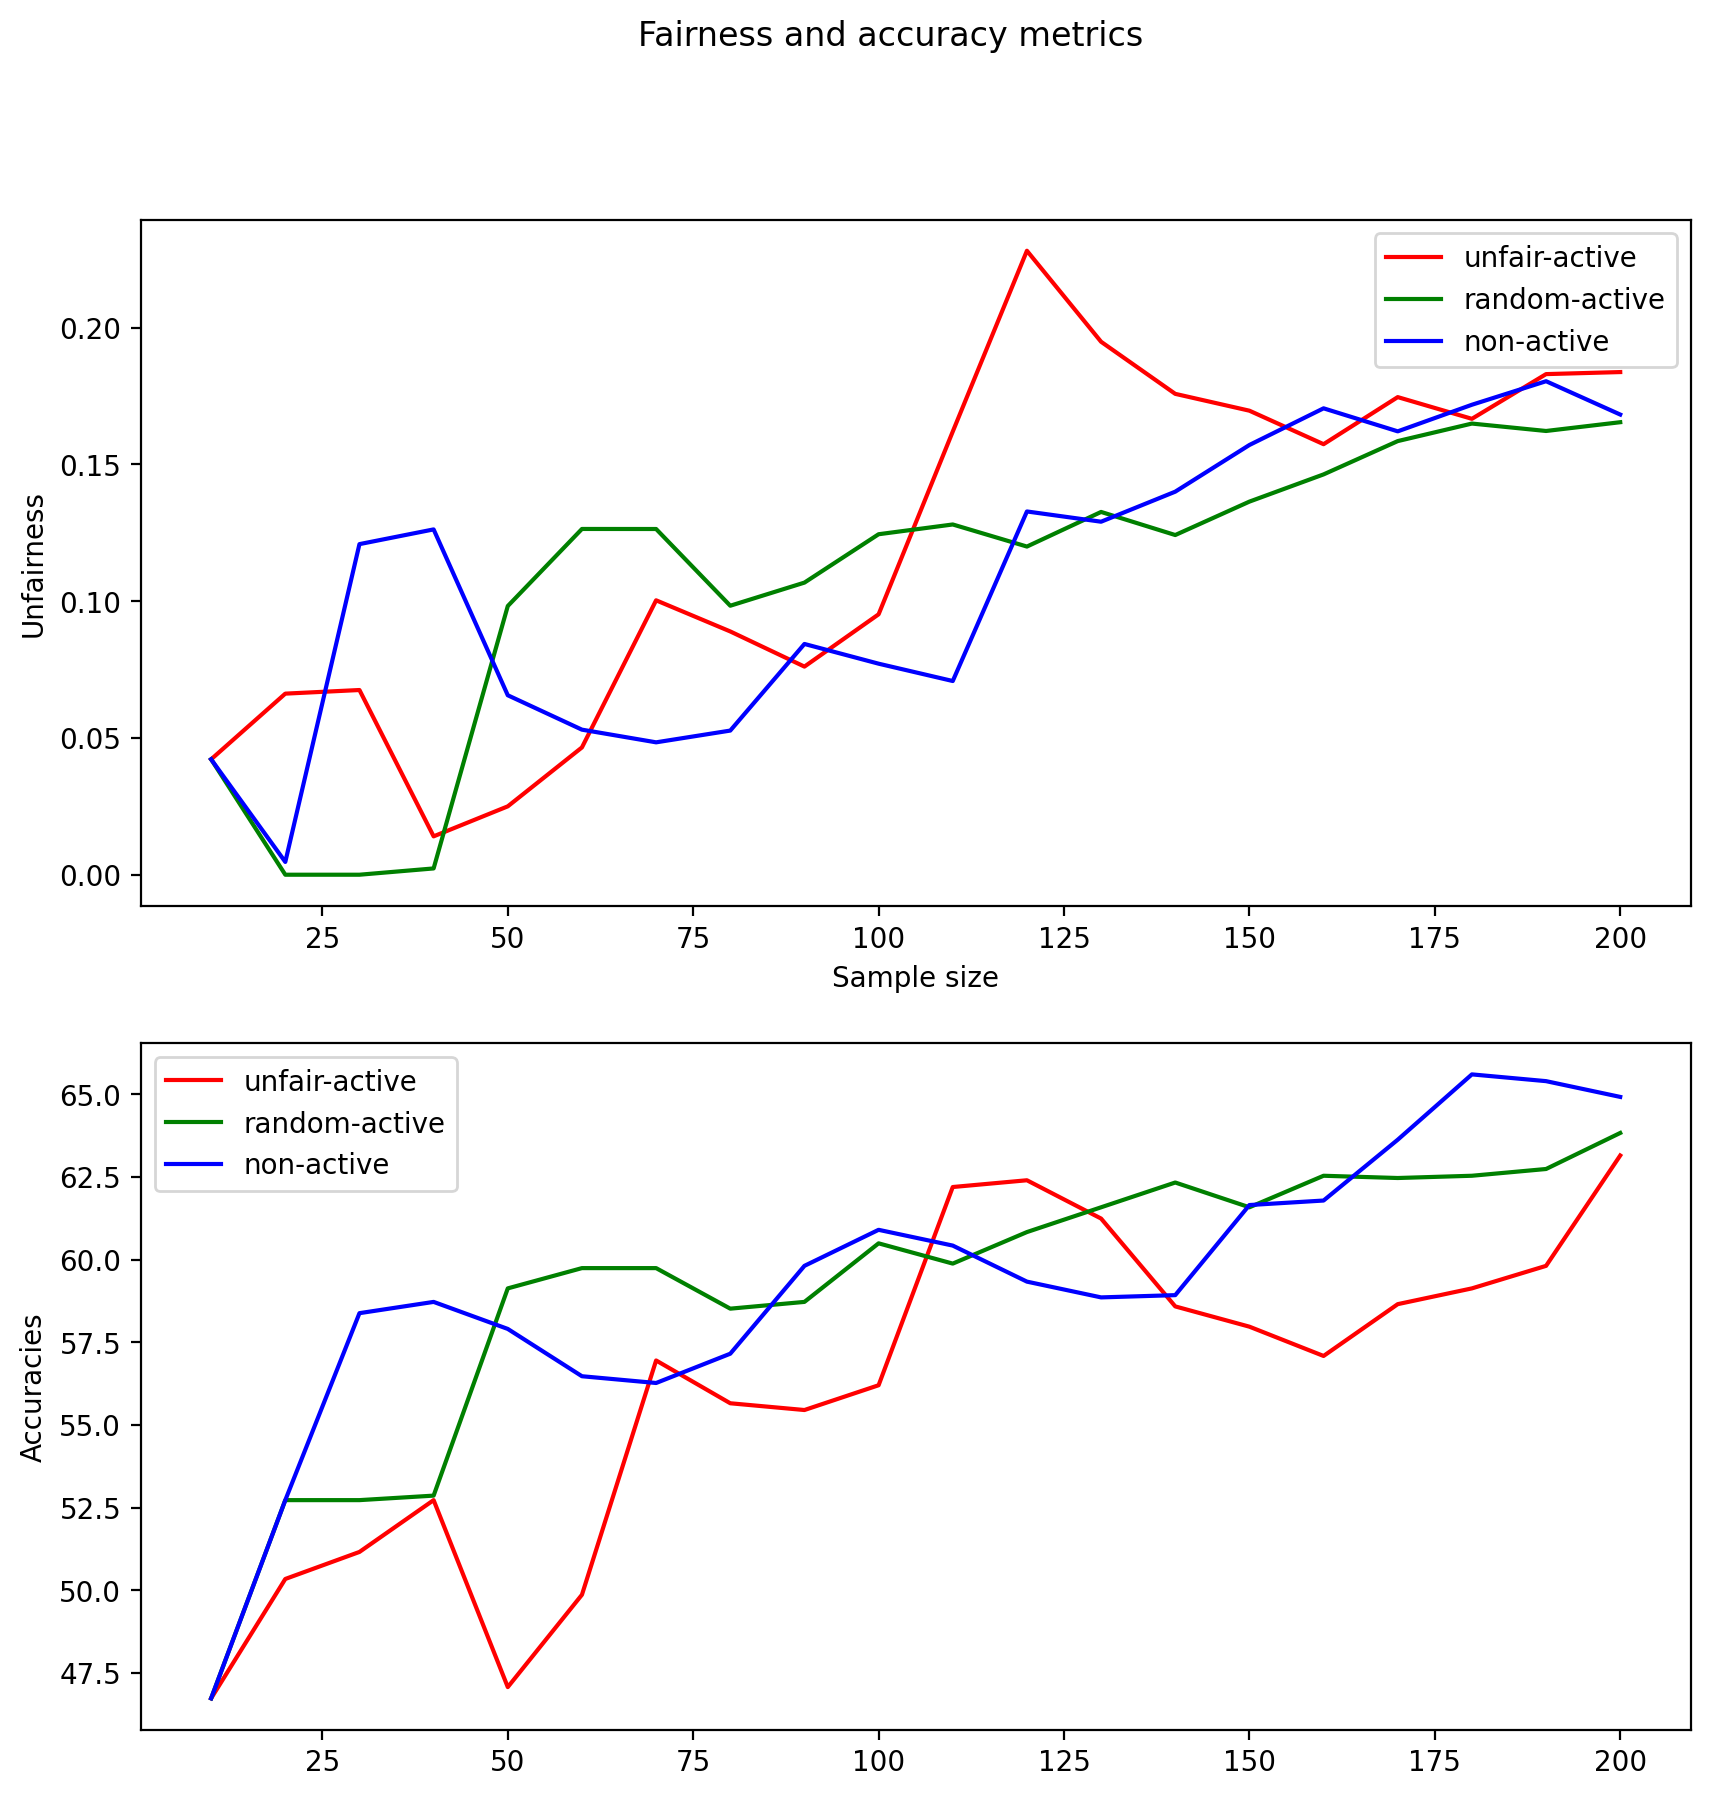 Fairness and accuracy metrics
unfair-active
random-active
non-active
0.20
0.15
0.10
0.05
0.00
Unfairness
25 50 75 100 125 150 175 200
Sample size
unfair-active
random-active
non-active
65.0
62.5
60.0
57.5
55.0
52.5
50.0
47.5
Accuracies
25 50 75 100 125 150 175 200